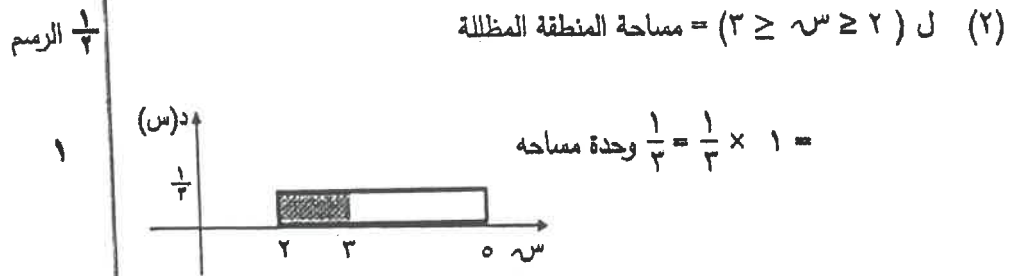 (٢) ل ( ٢ ≤ س ≤ ٣) = مساحة المنطقة المظللة
١/٢ الرسم
= ١ × ١/٣ = ١/٣ وحدة مساحه
١
د(س)
١/٣
٢ ٣ ٥ س